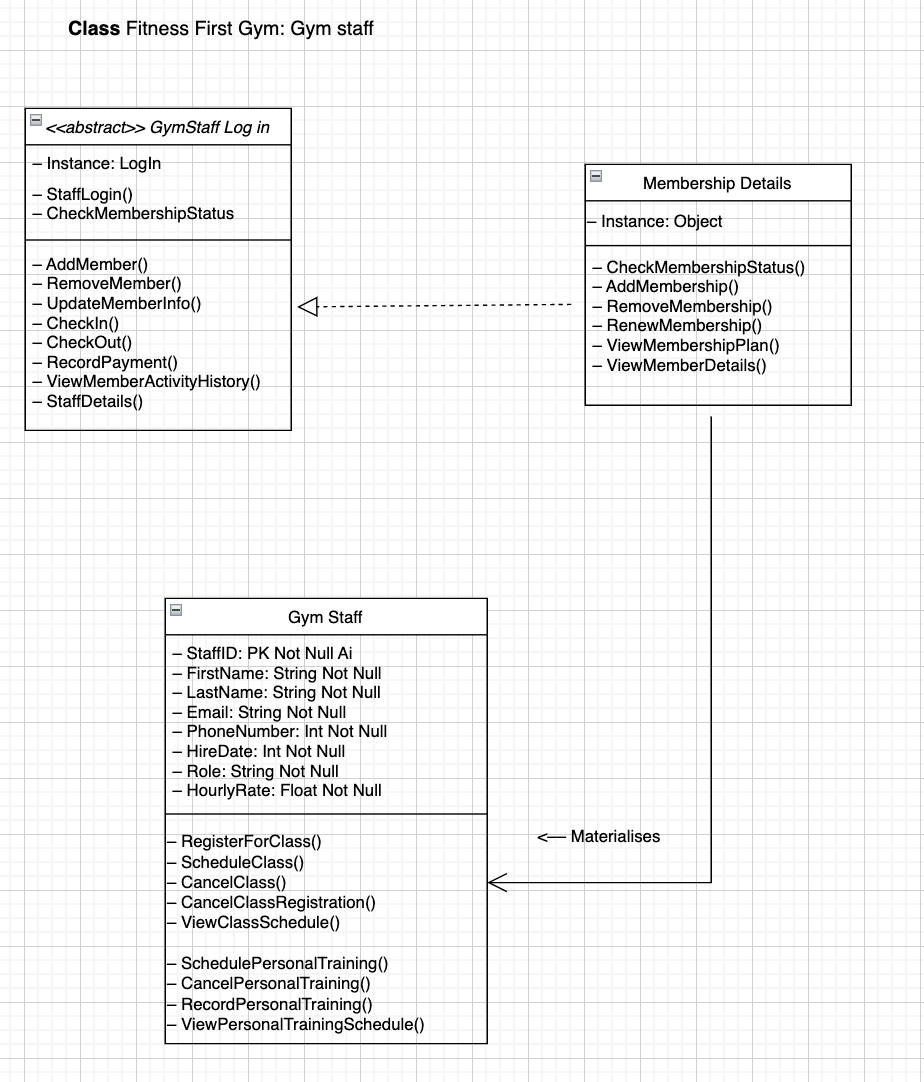 Class Fitness First Gym: Gym staff
<<abstract>> GymStaff Log in
– Instance: LogIn
– StaffLogin()
– CheckMembershipStatus
– AddMember()
– RemoveMember()
– UpdateMemberInfo()
– CheckIn()
– CheckOut()
– RecordPayment()
– ViewMemberActivityHistory()
– StaffDetails()
Membership Details
– Instance: Object
– CheckMembershipStatus()
– AddMembership()
– RemoveMembership()
– RenewMembership()
– ViewMembershipPlan()
– ViewMemberDetails()
Gym Staff
– StaffID: PK Not Null Ai
– FirstName: String Not Null
– LastName: String Not Null
– Email: String Not Null
– PhoneNumber: Int Not Null
– HireDate: Int Not Null
– Role: String Not Null
– HourlyRate: Float Not Null
– RegisterForClass()
– ScheduleClass()
– CancelClass()
– CancelClassRegistration()
– ViewClassSchedule()
– SchedulePersonalTraining()
– CancelPersonalTraining()
– RecordPersonalTraining()
– ViewPersonalTrainingSchedule()
<— Materialises